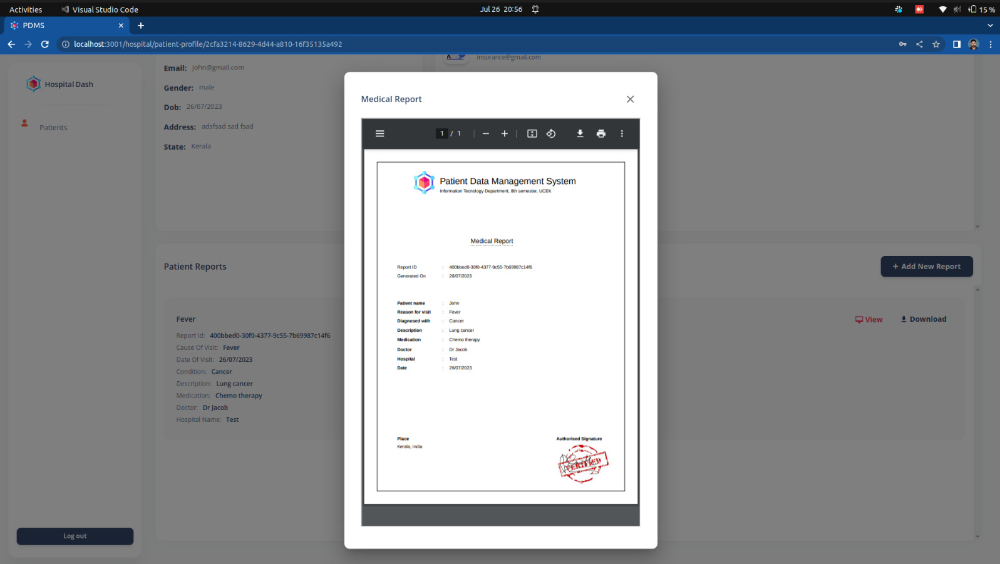 Activities
Visual Studio Code
Jul 26 20:56
15 %
PDMS
localhost:3001/hospital/patient-profile/2cfa3214-8629-4d44-a810-16f35135a492
Hospital Dash
Patients
Log out
Email: john@gmail.com
Gender: male
Dob: 26/07/2023
Address: adsfsad sad fsad
State: Kerala
insurance@gmail.com
Patient Reports
+ Add New Report
Fever
View
Download
Report Id: 400bbed0-30f0-4377-9c55-7b69987c14f6
Cause Of Visit: Fever
Date Of Visit: 26/07/2023
Condition: Cancer
Description: Lung cancer
Medication: Chemo therapy
Doctor: Dr Jacob
Hospital Name: Test
Medical Report
1 / 1
Patient Data Management System
Information Tecnology Department, 8th semester, UCEK
Medical Report
Report ID : 400bbed0-30f0-4377-9c55-7b69987c14f6
Generated On : 26/07/2023
Patient name : John
Reason for visit : Fever
Diagnosed with : Cancer
Description : Lung cancer
Medication : Chemo therapy
Doctor : Dr Jacob
Hospital : Test
Date : 26/07/2023
Place
Kerala, India
Authorised Signature
VERIFIED